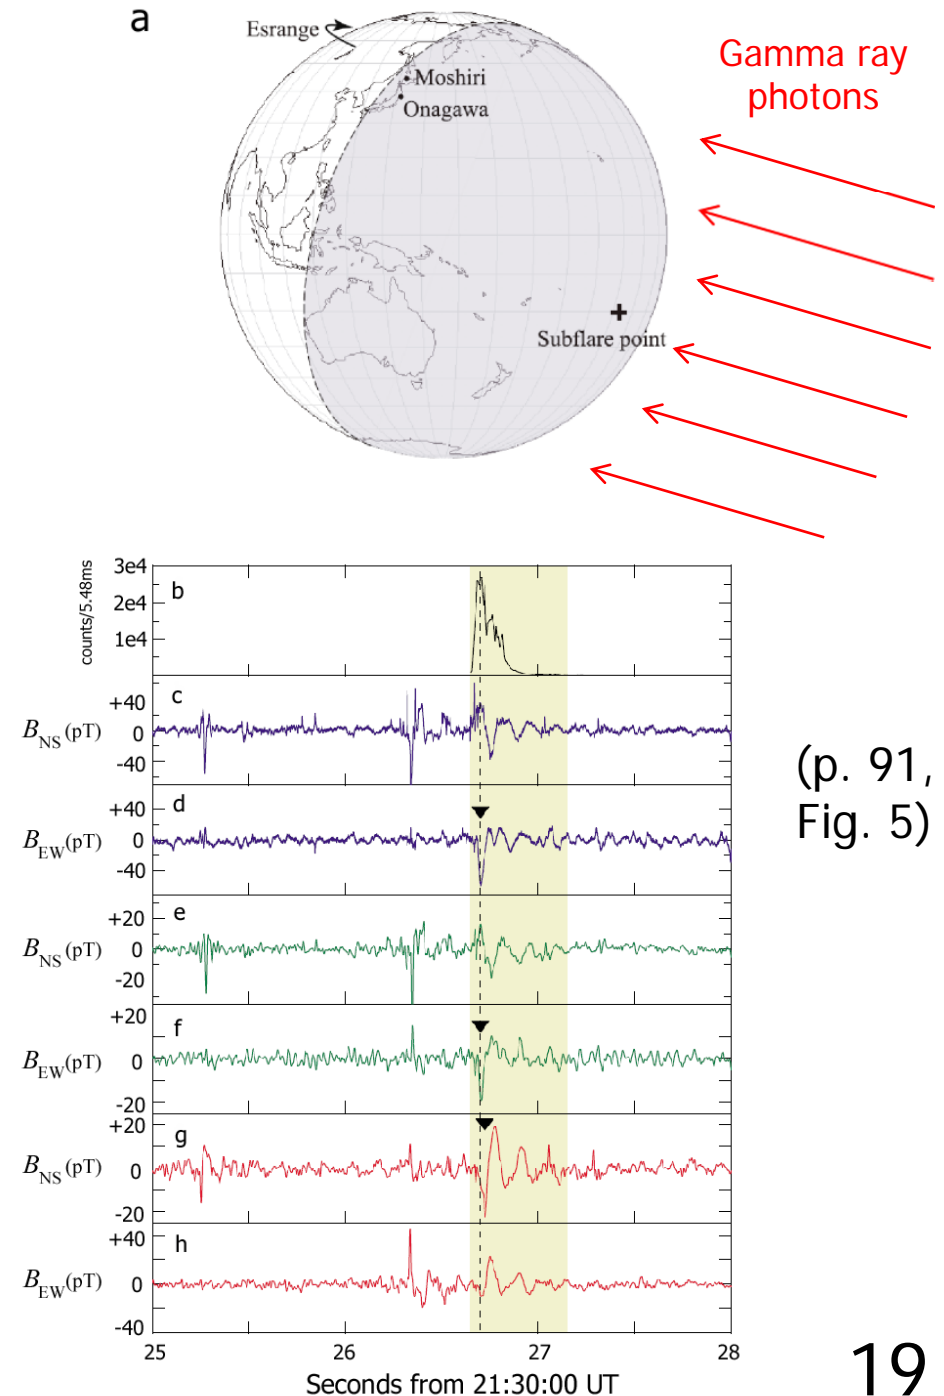 a
Esrange
Moshiri
Onagawa
Gamma ray
photons
Subflare point
counts/5.48ms
3e4
2e4
1e4
b
B_NS (pT)
+40
0
-40
c
B_EW(pT)
+40
0
-40
d
B_NS (pT)
+20
0
-20
e
B_EW(pT)
+20
0
-20
f
B_NS (pT)
+20
0
-20
g
B_EW(pT)
+40
0
-40
h
25 26 27 28
Seconds from 21:30:00 UT
(p. 91,
Fig. 5)
19